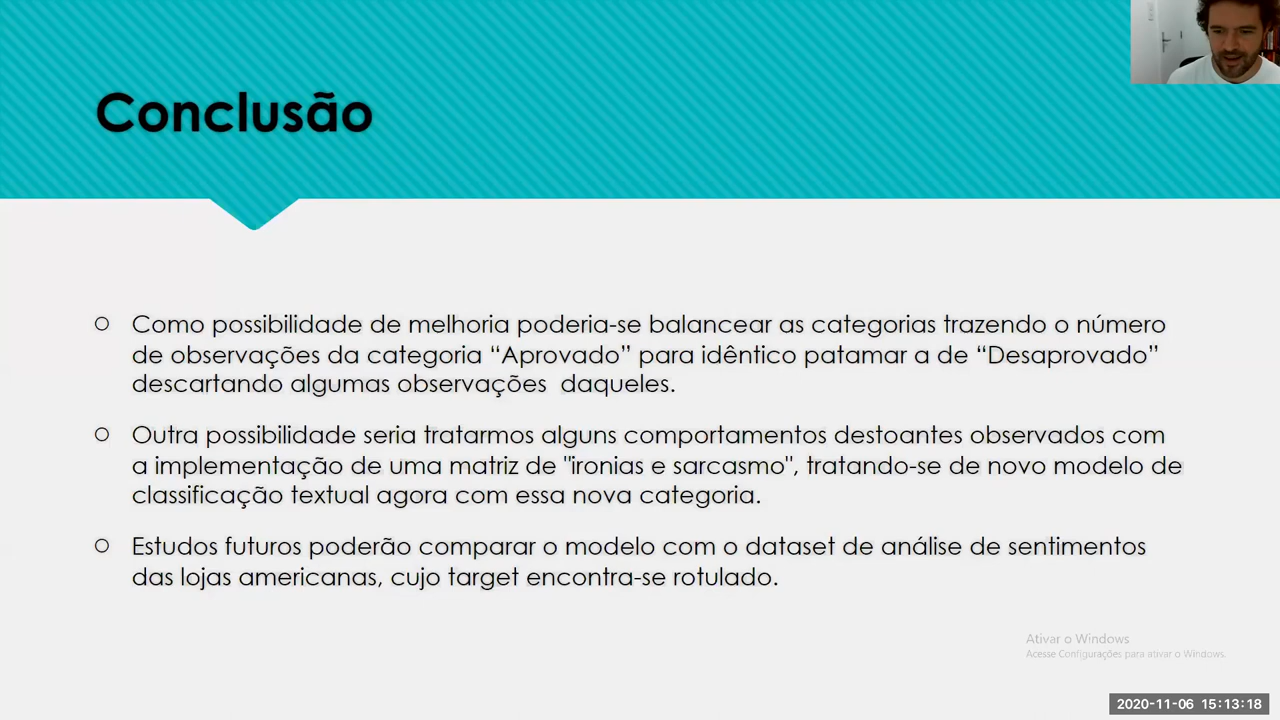 Conclusão
Como possibilidade de melhoria poderia-se balancear as categorias trazendo o número
de observações da categoria “Aprovado” para idêntico patamar a de “Desaprovado”
descartando algumas observações  daqueles.
Outra possibilidade seria tratarmos alguns comportamentos destoantes observados com
a implementação de uma matriz de "ironias e sarcasmo", tratando-se de novo modelo de
classificação textual agora com essa nova categoria.
Estudos futuros poderão comparar o modelo com o dataset de análise de sentimentos
das lojas americanas, cujo target encontra-se rotulado.
Ativar o Windows
Acesse Configurações para ativar o Windows.
2020-11-06 15:13:18